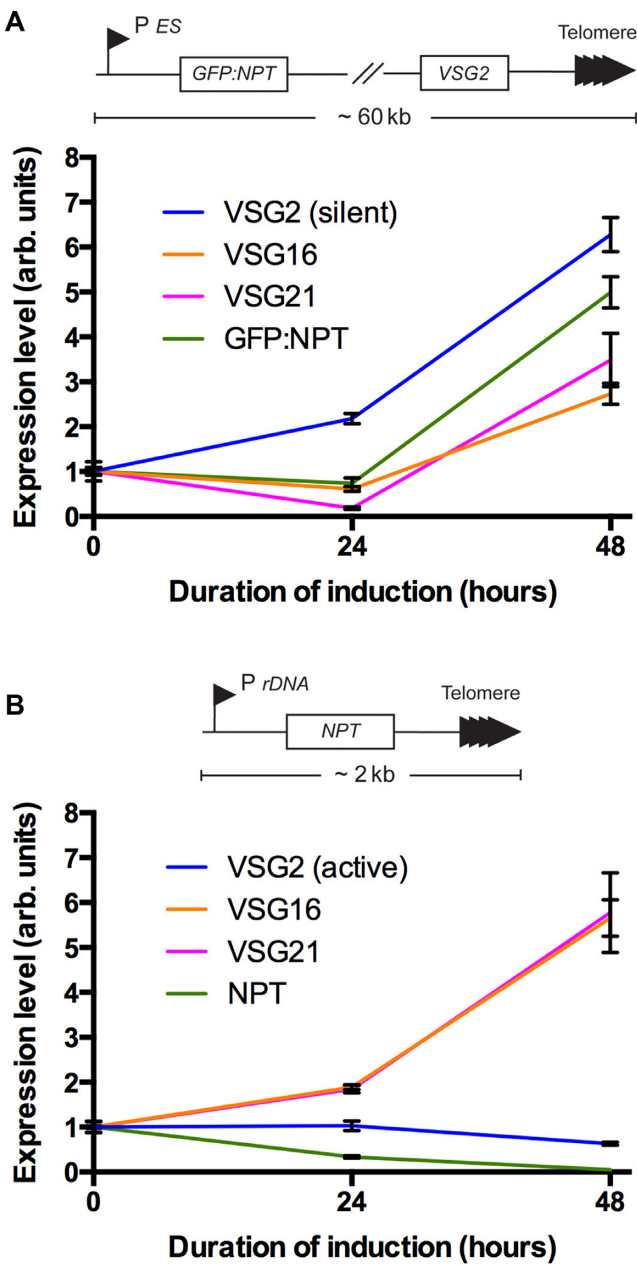 A
P ES
Telomere
GFP:NPT
VSG2
~ 60 kb
Expression level (arb. units)
8
7
6
5
4
3
2
1
0
VSG2 (silent)
VSG16
VSG21
GFP:NPT
0 24 48
Duration of induction (hours)
B
P rDNA
Telomere
NPT
~ 2 kb
Expression level (arb. units)
8
7
6
5
4
3
2
1
0
VSG2 (active)
VSG16
VSG21
NPT
0 24 48
Duration of induction (hours)